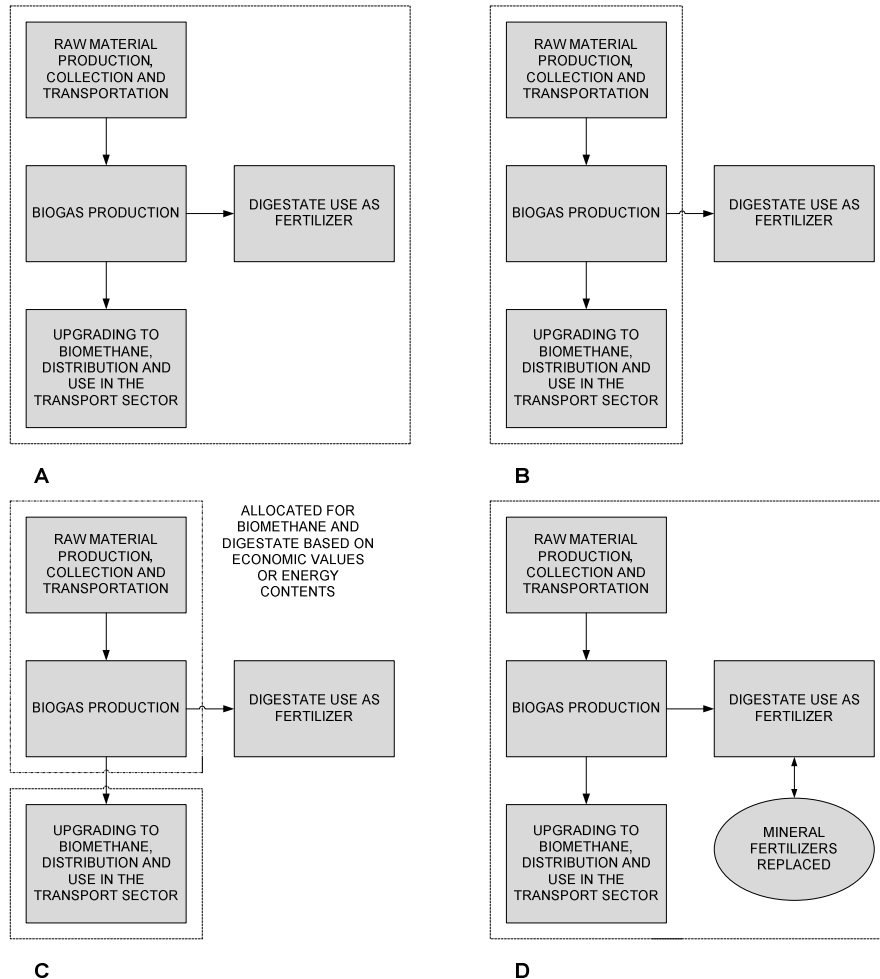 RAW MATERIAL
PRODUCTION,
COLLECTION AND
TRANSPORTATION
BIOGAS PRODUCTION
DIGESTATE USE AS
FERTILIZER
UPGRADING TO
BIOMETHANE,
DISTRIBUTION AND
USE IN THE
TRANSPORT SECTOR
A
RAW MATERIAL
PRODUCTION,
COLLECTION AND
TRANSPORTATION
BIOGAS PRODUCTION
DIGESTATE USE AS
FERTILIZER
UPGRADING TO
BIOMETHANE,
DISTRIBUTION AND
USE IN THE
TRANSPORT SECTOR
B
RAW MATERIAL
PRODUCTION,
COLLECTION AND
TRANSPORTATION
ALLOCATED FOR
BIOMETHANE AND
DIGESTATE BASED ON
ECONOMIC VALUES
OR ENERGY
CONTENTS
BIOGAS PRODUCTION
DIGESTATE USE AS
FERTILIZER
UPGRADING TO
BIOMETHANE,
DISTRIBUTION AND
USE IN THE
TRANSPORT SECTOR
C
RAW MATERIAL
PRODUCTION,
COLLECTION AND
TRANSPORTATION
BIOGAS PRODUCTION
DIGESTATE USE AS
FERTILIZER
UPGRADING TO
BIOMETHANE,
DISTRIBUTION AND
USE IN THE
TRANSPORT SECTOR
MINERAL
FERTILIZERS
REPLACED
D